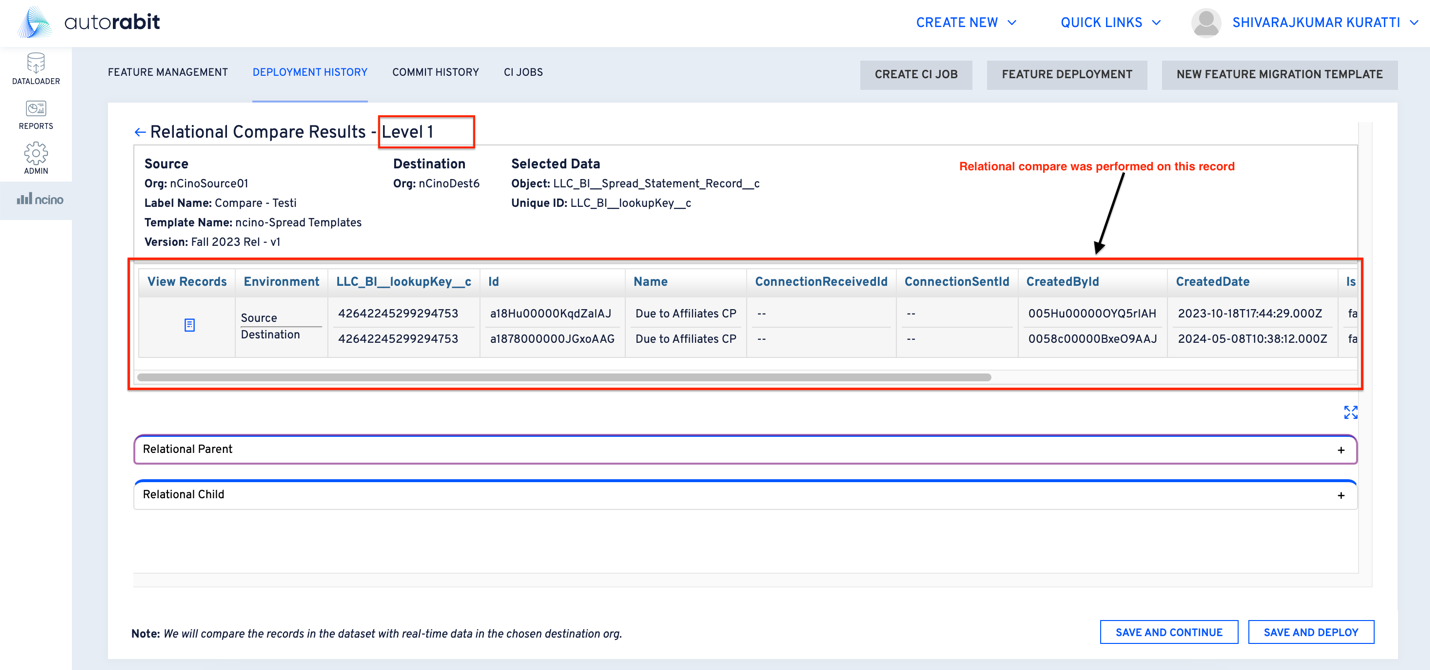 autorabit
CREATE NEW QUICK LINKS SHIVARAJKUMAR KURATTI
DATALOADER
REPORTS
ADMIN
ncino
FEATURE MANAGEMENT DEPLOYMENT HISTORY COMMIT HISTORY CI JOBS
CREATE CI JOB FEATURE DEPLOYMENT NEW FEATURE MIGRATION TEMPLATE
← Relational Compare Results - Level 1
Source Destination Selected Data
Org: nCinoSource01 Org: nCinoDest6 Object: LLC_BI__Spread_Statement_Record__c
Label Name: Compare - Testi Unique ID: LLC_BI__lookupKey__c
Template Name: ncino-Spread Templates
Version: Fall 2023 Rel - v1
Relational compare was performed on this record
View Records Environment LLC_BI__lookupKey__c Id Name ConnectionReceivedId ConnectionSentId CreatedById CreatedDate Is
Source 42642245299294753 a18Hu00000KqdZaIAJ Due to Affiliates CP -- -- 005Hu00000OYQ5rIAH 2023-10-18T17:44:29.000Z fa
Destination 42642245299294753 a1878000000JGxoAAG Due to Affiliates CP -- -- 0058c00000BxeO9AAJ 2024-05-08T10:38:12.000Z fa
Relational Parent +
Relational Child +
Note: We will compare the records in the dataset with real-time data in the chosen destination org.
SAVE AND CONTINUE SAVE AND DEPLOY